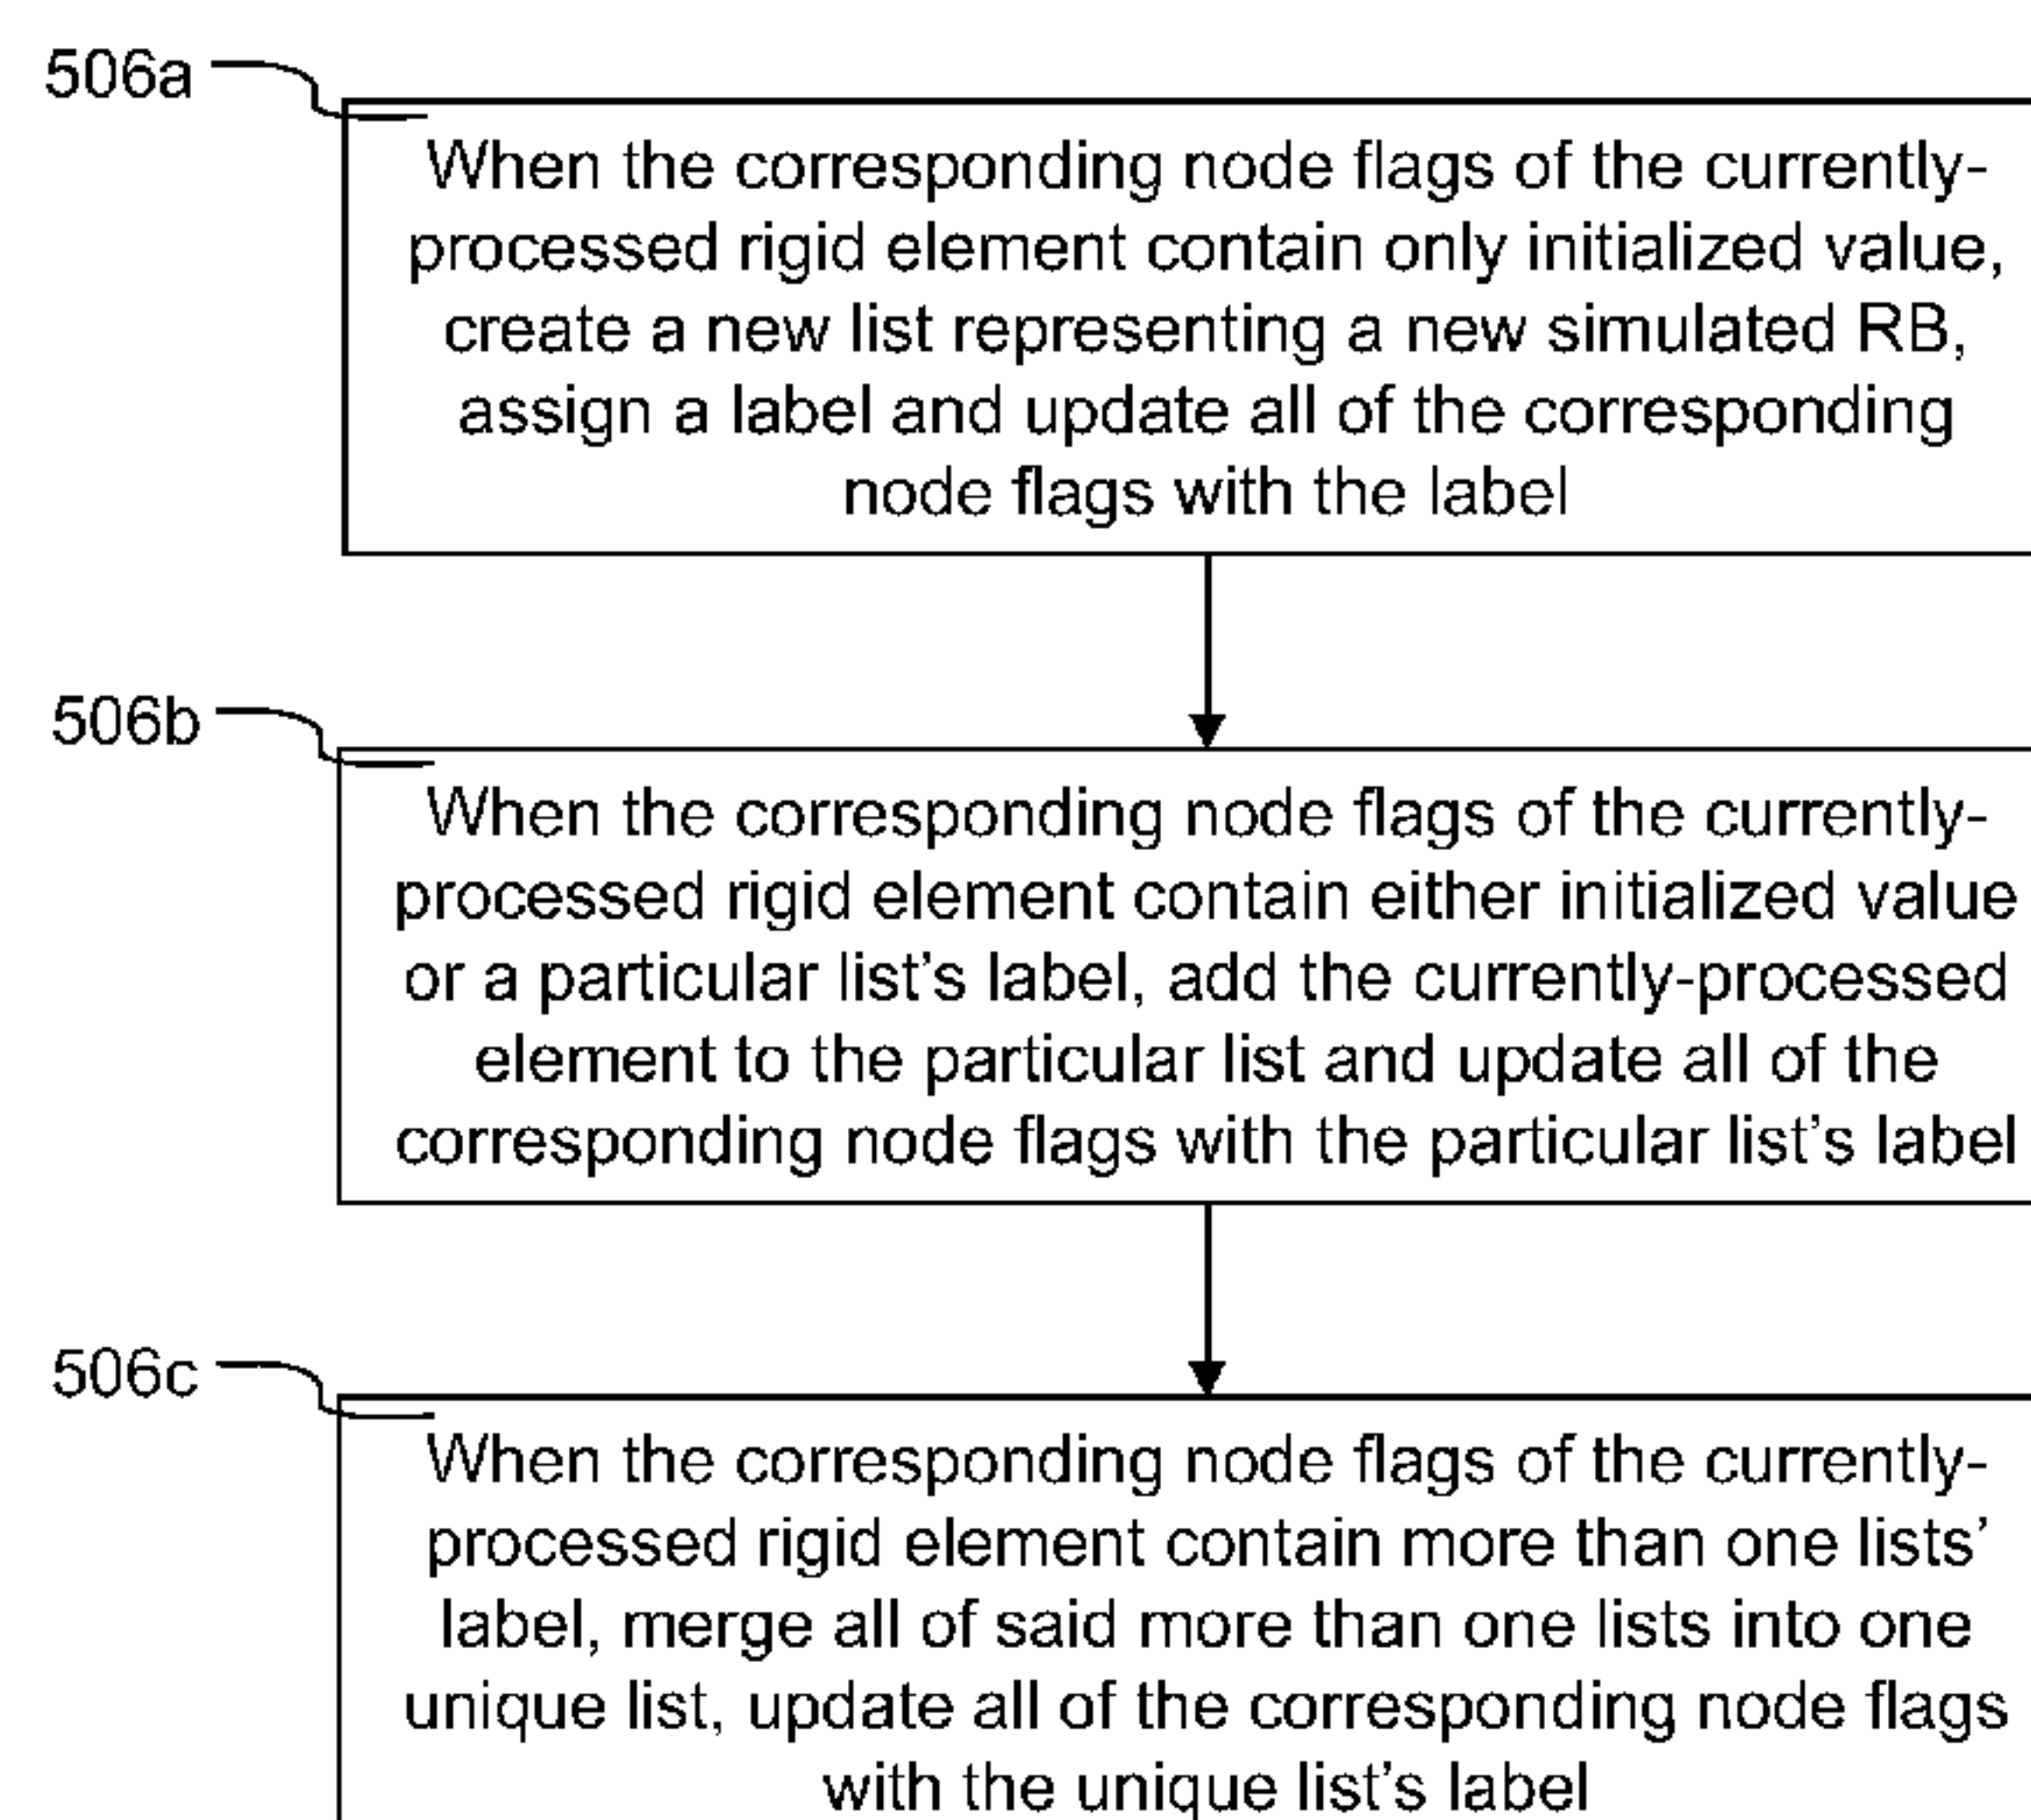 506a
When the corresponding node flags of the currently-
processed rigid element contain only initialized value,
create a new list representing a new simulated RB,
assign a label and update all of the corresponding
node flags with the label
506b
When the corresponding node flags of the currently-
processed rigid element contain either initialized value
or a particular list’s label, add the currently-processed
element to the particular list and update all of the
corresponding node flags with the particular list’s label
506c
When the corresponding node flags of the currently-
processed rigid element contain more than one lists’
label, merge all of said more than one lists into one
unique list, update all of the corresponding node flags
with the unique list’s label